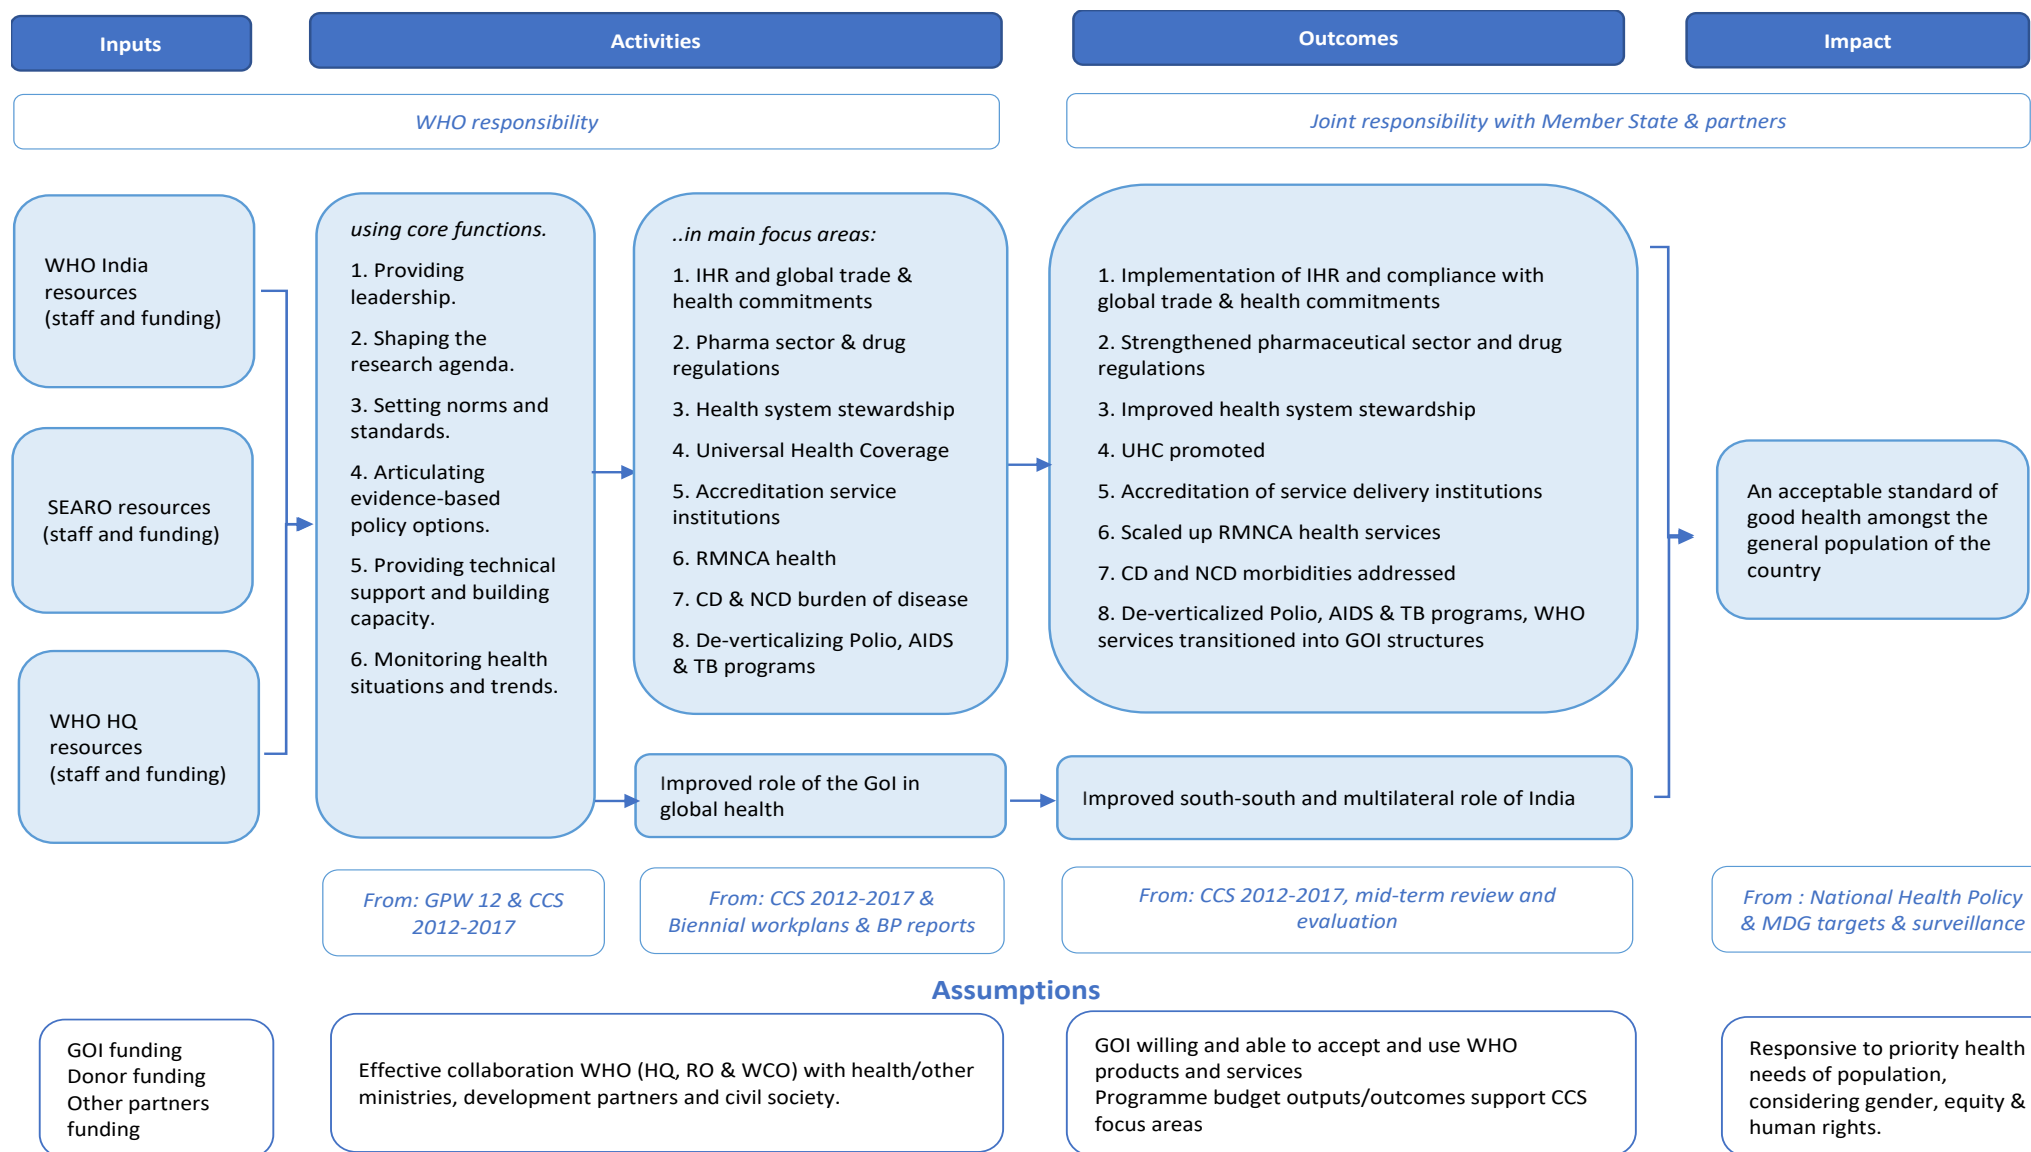 Inputs
Activities
Outcomes
Impact
WHO responsibility
Joint responsibility with Member State & partners
WHO India
resources
(staff and funding)
SEARO resources
(staff and funding)
WHO HQ
resources
(staff and funding)
using core functions.
1. Providing
leadership.
2. Shaping the
research agenda.
3. Setting norms and
standards.
4. Articulating
evidence-based
policy options.
5. Providing technical
support and building
capacity.
6. Monitoring health
situations and trends.
..in main focus areas:
1. IHR and global trade &
health commitments
2. Pharma sector & drug
regulations
3. Health system stewardship
4. Universal Health Coverage
5. Accreditation service
institutions
6. RMNCA health
7. CD & NCD burden of disease
8. De-verticalizing Polio, AIDS
& TB programs
Improved role of the GoI in
global health
1. Implementation of IHR and compliance with
global trade & health commitments
2. Strengthened pharmaceutical sector and drug
regulations
3. Improved health system stewardship
4. UHC promoted
5. Accreditation of service delivery institutions
6. Scaled up RMNCA health services
7. CD and NCD morbidities addressed
8. De-verticalized Polio, AIDS & TB programs, WHO
services transitioned into GOI structures
Improved south-south and multilateral role of India
An acceptable standard of
good health amongst the
general population of the
country
From: GPW 12 & CCS
2012-2017
From: CCS 2012-2017 &
Biennial workplans & BP reports
From: CCS 2012-2017, mid-term review and
evaluation
From : National Health Policy
& MDG targets & surveillance
Assumptions
GOI funding
Donor funding
Other partners
funding
Effective collaboration WHO (HQ, RO & WCO) with health/other
ministries, development partners and civil society.
GOI willing and able to accept and use WHO
products and services
Programme budget outputs/outcomes support CCS
focus areas
Responsive to priority health
needs of population,
considering gender, equity &
human rights.